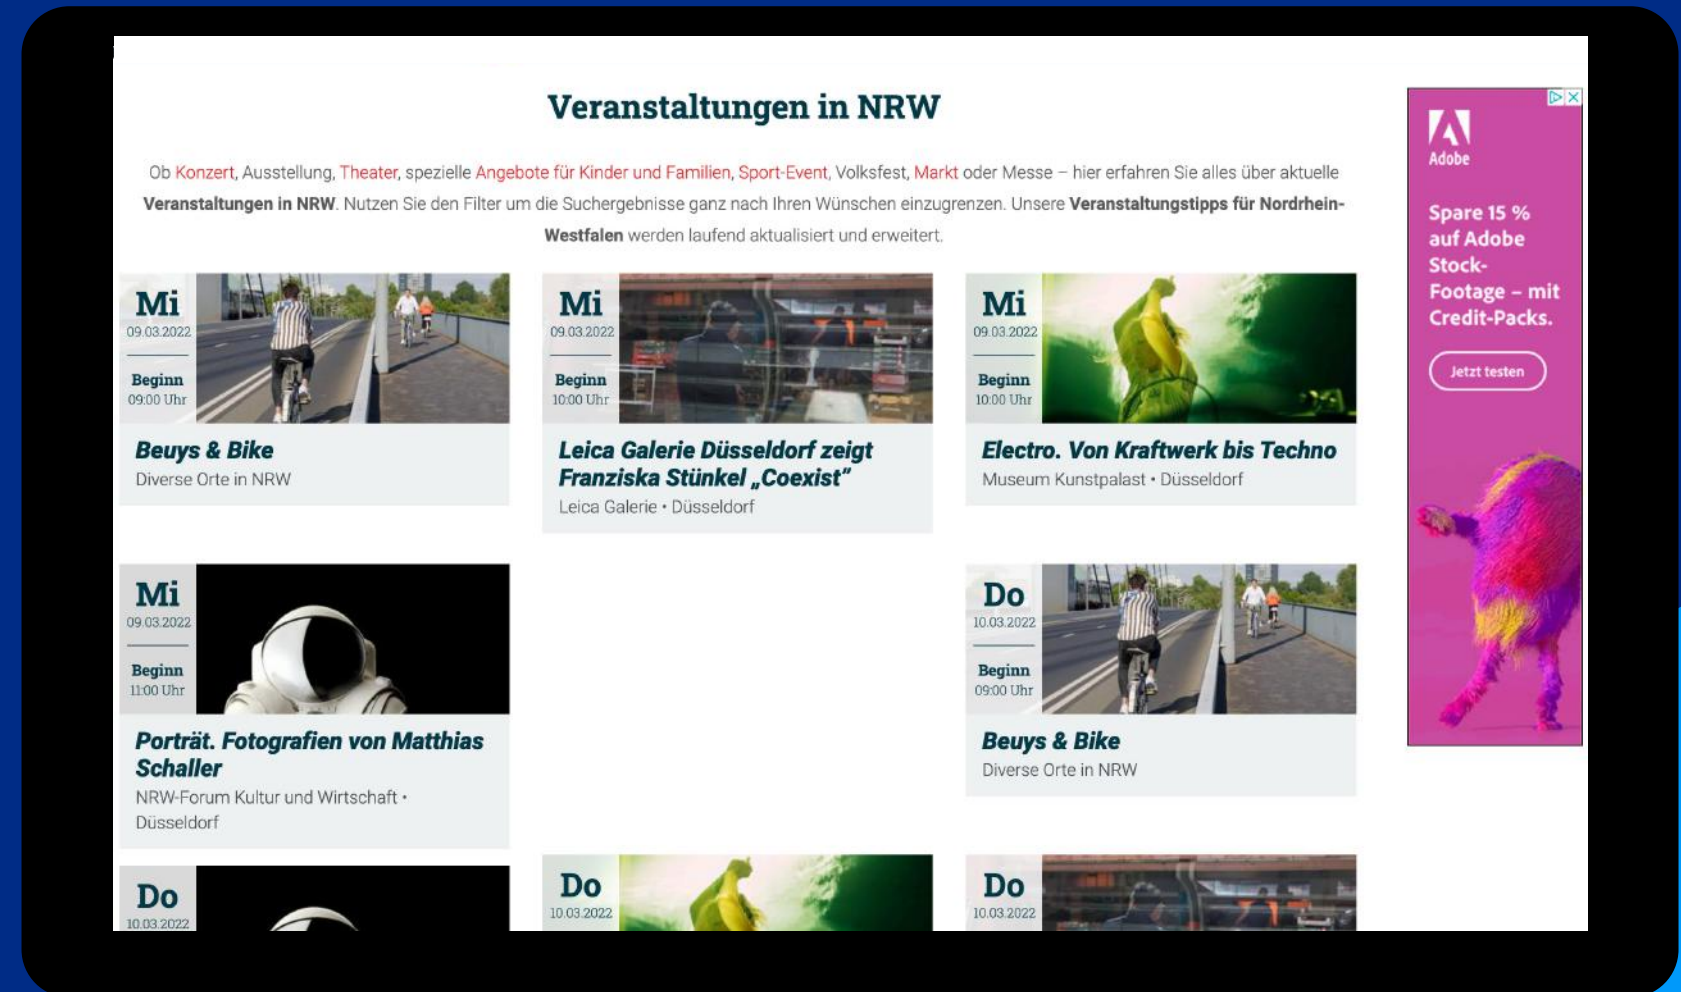 Veranstaltungen in NRW
Ob Konzert, Ausstellung, Theater, spezielle Angebote für Kinder und Familien, Sport-Event, Volksfest, Markt oder Messe – hier erfahren Sie alles über aktuelle
Veranstaltungen in NRW. Nutzen Sie den Filter um die Suchergebnisse ganz nach Ihren Wünschen einzugrenzen. Unsere Veranstaltungstipps für Nordrhein-
Westfalen werden laufend aktualisiert und erweitert.
Mi
09.03.2022
Beginn
09:00 Uhr
Beuys & Bike
Diverse Orte in NRW
Mi
09.03.2022
Beginn
10:00 Uhr
Leica Galerie Düsseldorf zeigt
Franziska Stünkel „Coexist“
Leica Galerie • Düsseldorf
Mi
09.03.2022
Beginn
10:00 Uhr
Electro. Von Kraftwerk bis Techno
Museum Kunstpalast • Düsseldorf
Mi
09.03.2022
Beginn
11:00 Uhr
Porträt. Fotografien von Matthias
Schaller
NRW-Forum Kultur und Wirtschaft •
Düsseldorf
Do
10.03.2022
Beginn
09:00 Uhr
Beuys & Bike
Diverse Orte in NRW
Do
10.03.2022
Do
10.03.2022
Do
10.03.2022
Adobe
Spare 15 %
auf Adobe
Stock-
Footage – mit
Credit-Packs.
Jetzt testen